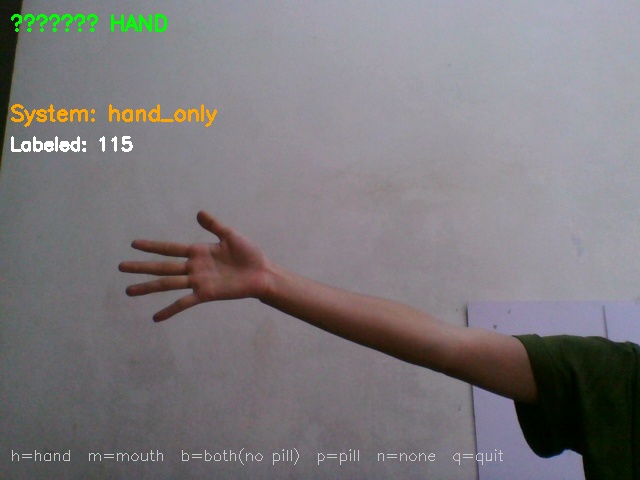 ??????? HAND
System: hand_only
Labeled: 115
h=hand m=mouth b=both(no pill) p=pill n=none q=quit